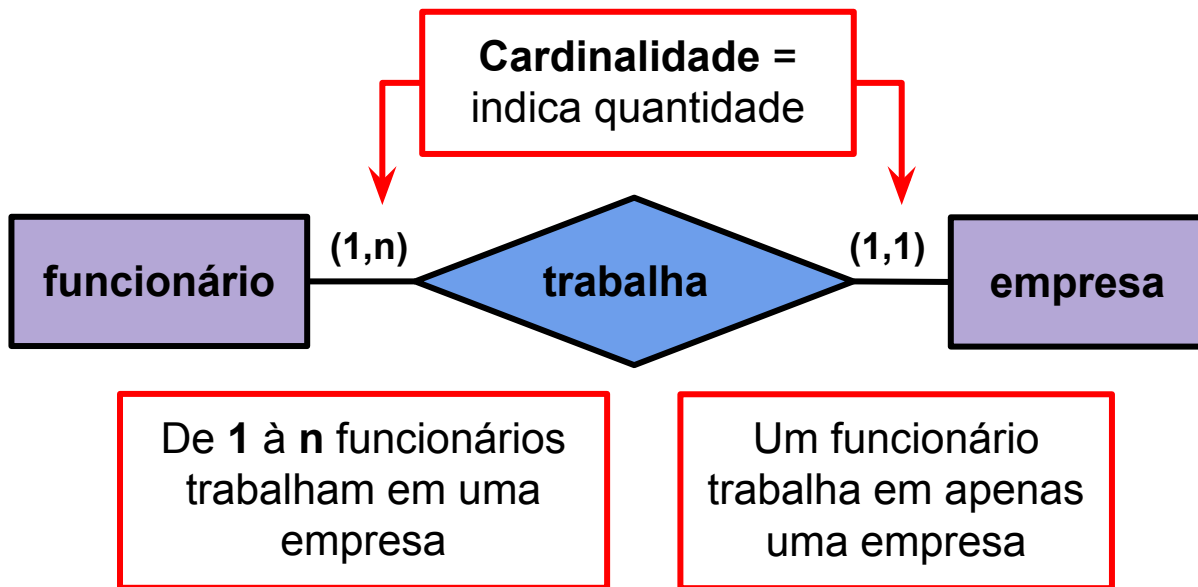 Cardinalidade =
indica quantidade
(1,n)
(1,1)
funcionário
trabalha
empresa
De 1 à n funcionários
trabalham em uma
empresa
Um funcionário
trabalha em apenas
uma empresa